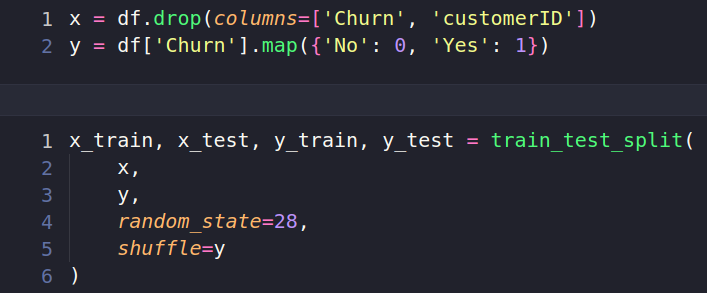 1 x = df.drop(columns=['Churn', 'customerID'])
2 y = df['Churn'].map({'No': 0, 'Yes': 1})
1 x_train, x_test, y_train, y_test = train_test_split(
2     x,
3     y,
4     random_state=28,
5     shuffle=y
6 )